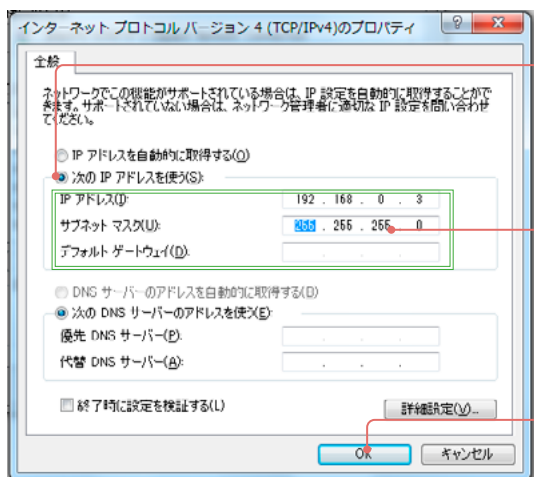 インターネット プロトコル バージョン 4 (TCP/IPv4)のプロパティ
全般
ネットワークでこの機能がサポートされている場合は、IP 設定を自動的に取得することがで
きます。サポートされていない場合は、ネットワーク管理者に適切な IP 設定を問い合わせ
てください。
IP アドレスを自動的に取得する(O)
次の IP アドレスを使う(S):
IP アドレス(I): 192 . 168 . 0 . 3
サブネット マスク(U): 255 . 255 . 255 . 0
デフォルト ゲートウェイ(D): . . .
DNS サーバーのアドレスを自動的に取得する(B)
次の DNS サーバーのアドレスを使う(E):
優先 DNS サーバー(P): . . .
代替 DNS サーバー(A): . . .
終了時に設定を検証する(L)
詳細設定(V)...
OK キャンセル